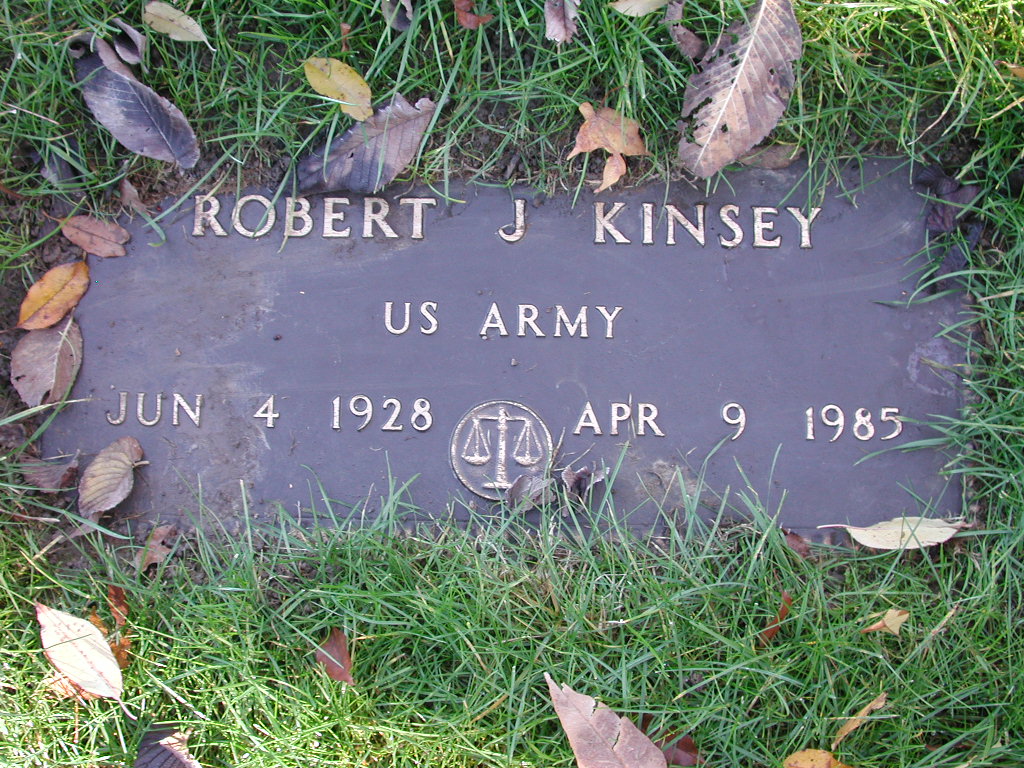 ROBERT J KINSEY
US ARMY
JUN 4 1928 APR 9 1985